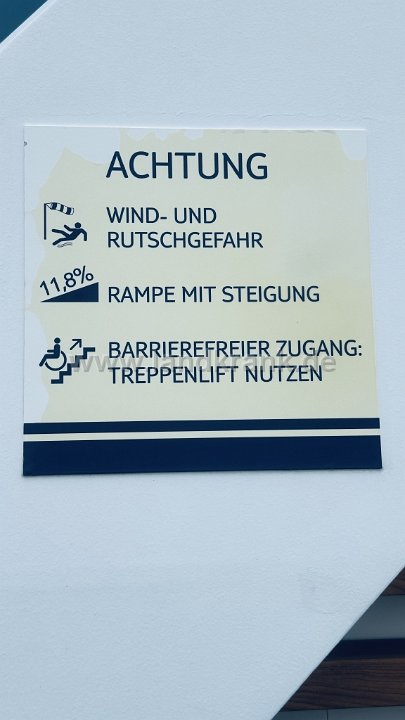 ACHTUNG
WIND- UND
RUTSCHGEFAHR
11,8%
RAMPE MIT STEIGUNG
BARRIEREFREIER ZUGANG:
TREPPENLIFT NUTZEN
www.landkrank.de